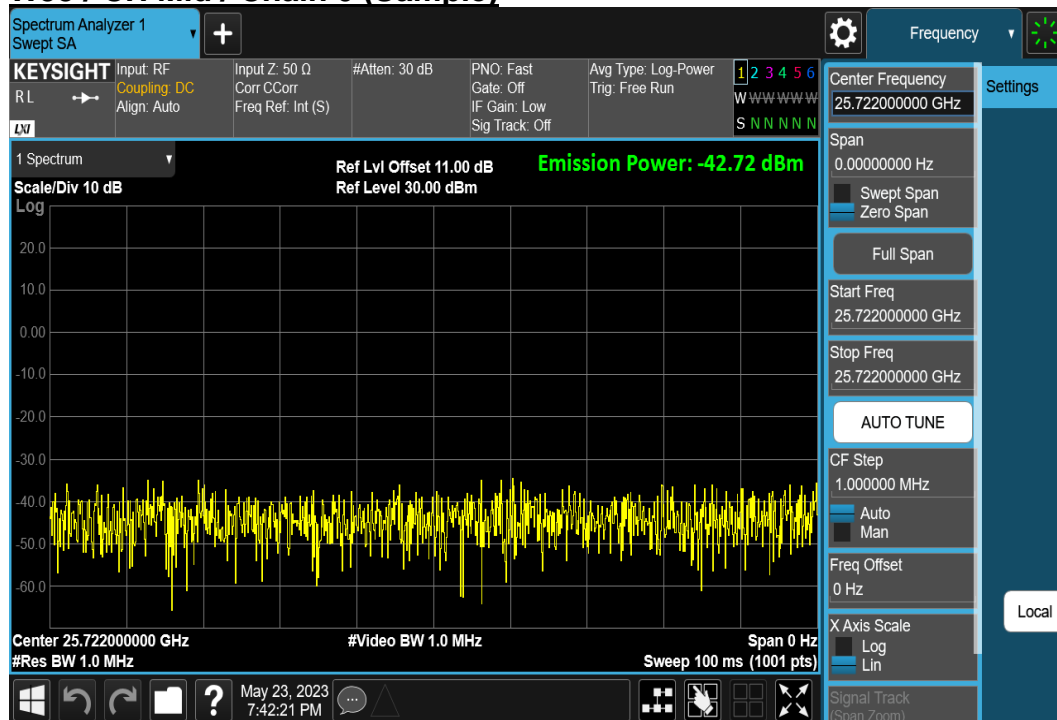 Spectrum Analyzer 1
Swept SA
Frequency
KEYSIGHT
R L
LXI
Input: RF
Coupling: DC
Align: Auto
Input Z: 50 Ω
Corr CCorr
Freq Ref: Int (S)
#Atten: 30 dB
PNO: Fast
Gate: Off
IF Gain: Low
Sig Track: Off
Avg Type: Log-Power
Trig: Free Run
1 2 3 4 5 6
W W W W W W
S N N N N N
1 Spectrum
Scale/Div 10 dB
Log
Ref Lvl Offset 11.00 dB
Ref Level 30.00 dBm
Emission Power: -42.72 dBm
20.0
10.0
0.00
-10.0
-20.0
-30.0
-40.0
-50.0
-60.0
Center 25.722000000 GHz
#Res BW 1.0 MHz
#Video BW 1.0 MHz
Span 0 Hz
Sweep 100 ms (1001 pts)
May 23, 2023
7:42:21 PM
Center Frequency
25.722000000 GHz
Span
0.00000000 Hz
Swept Span
Zero Span
Full Span
Start Freq
25.722000000 GHz
Stop Freq
25.722000000 GHz
AUTO TUNE
CF Step
1.000000 MHz
Auto
Man
Freq Offset
0 Hz
X Axis Scale
Log
Lin
Signal Track
(Span Zoom)
Settings
Local